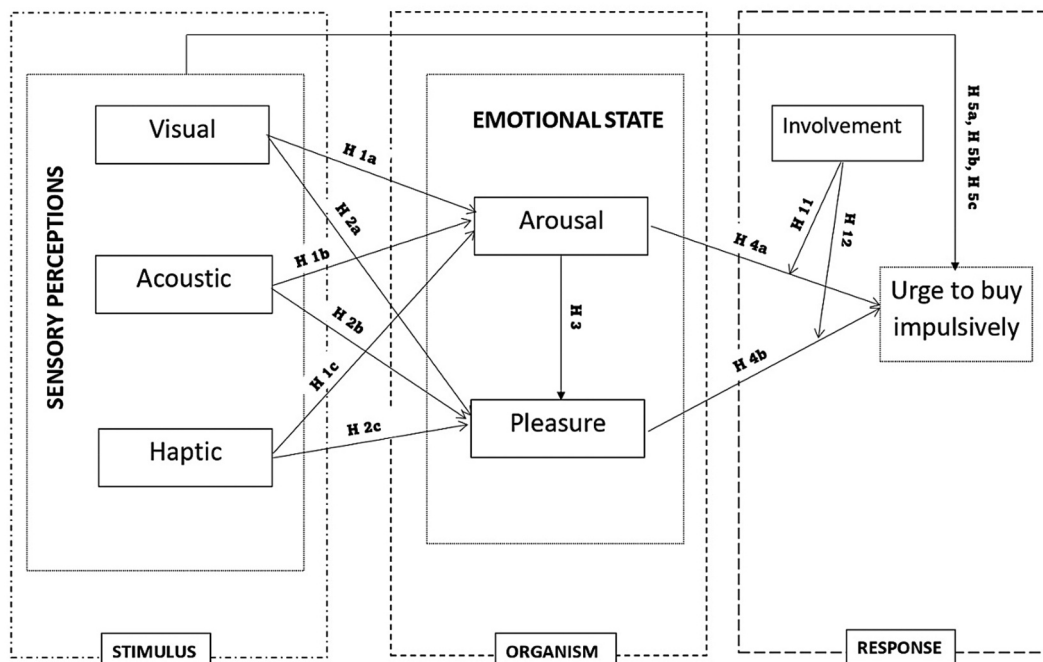 SENSORY PERCEPTIONS
Visual
Acoustic
Haptic
STIMULUS
H 1a
H 2a
H 1b
H 2b
H 1c
H 2c
EMOTIONAL STATE
Arousal
H 3
Pleasure
ORGANISM
Involvement
H 11
H 12
H 4a
H 4b
H 5a, H 5b, H 5c
Urge to buy
impulsively
RESPONSE